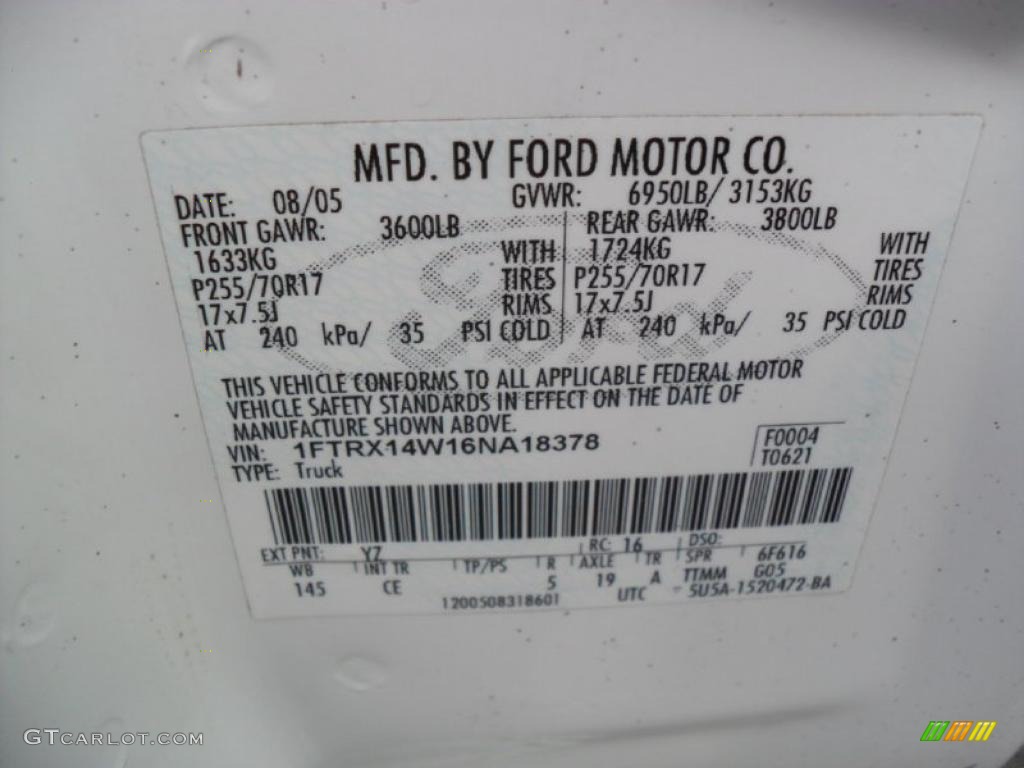 MFD. BY FORD MOTOR CO.
DATE: 08/05 GVWR: 6950LB/ 3153KG
FRONT GAWR: 3600LB REAR GAWR: 3800LB
1633KG WITH 1724KG WITH
P255/70R17 TIRES P255/70R17 TIRES
17x7.5J RIMS 17x7.5J RIMS
AT 240 kPa/ 35 PSI COLD AT 240 kPa/ 35 PSI COLD
Ford
THIS VEHICLE CONFORMS TO ALL APPLICABLE FEDERAL MOTOR
VEHICLE SAFETY STANDARDS IN EFFECT ON THE DATE OF
MANUFACTURE SHOWN ABOVE.
VIN: 1FTRX14W16NA18378 F0004
TYPE: Truck T0621
EXT PNT: YZ RC: 16 DSO:
WB INT TR TP/PS R AXLE TR SPR 6F616
145 CE 5 19 A TTMM G05
1200508318601 UTC 5U5A-1520472-BA
GTCARLOT.COM